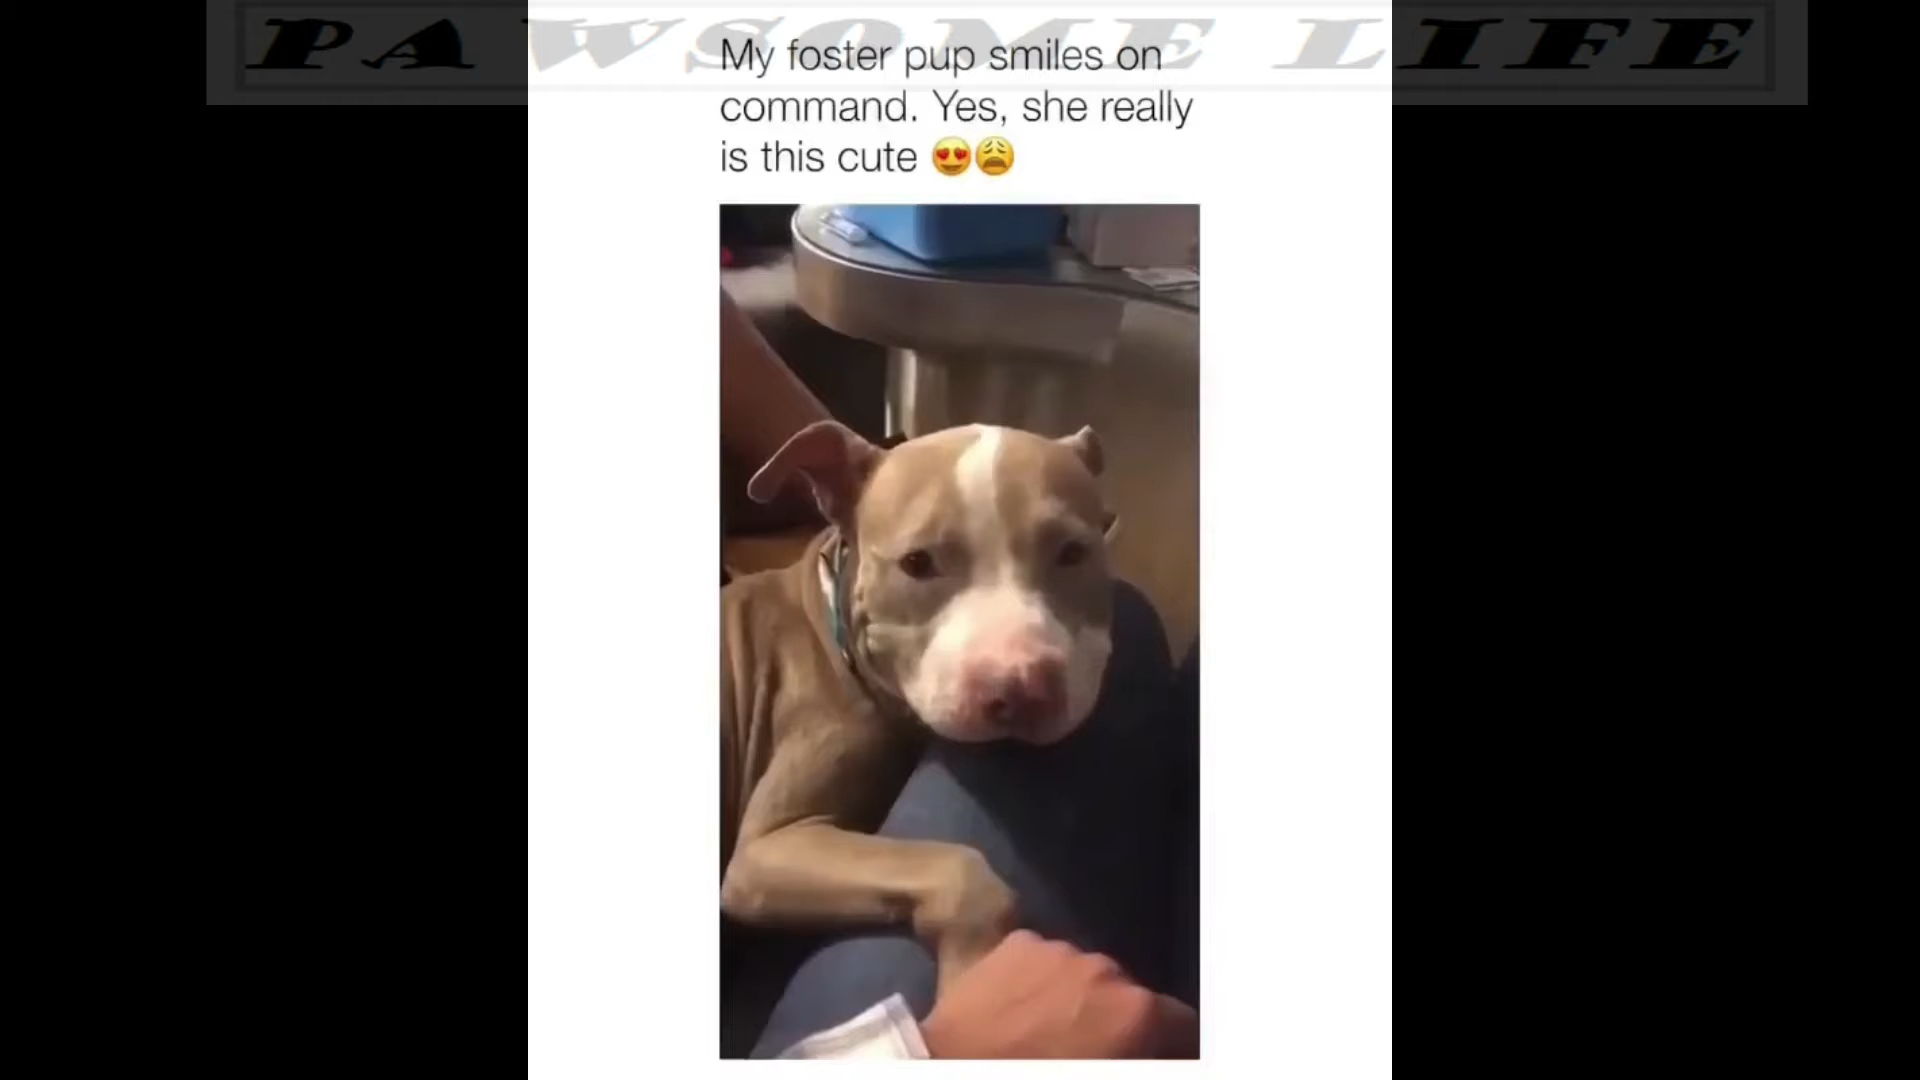 PAWSOME LIFE
My foster pup smiles on
command. Yes, she really
is this cute 😍😩